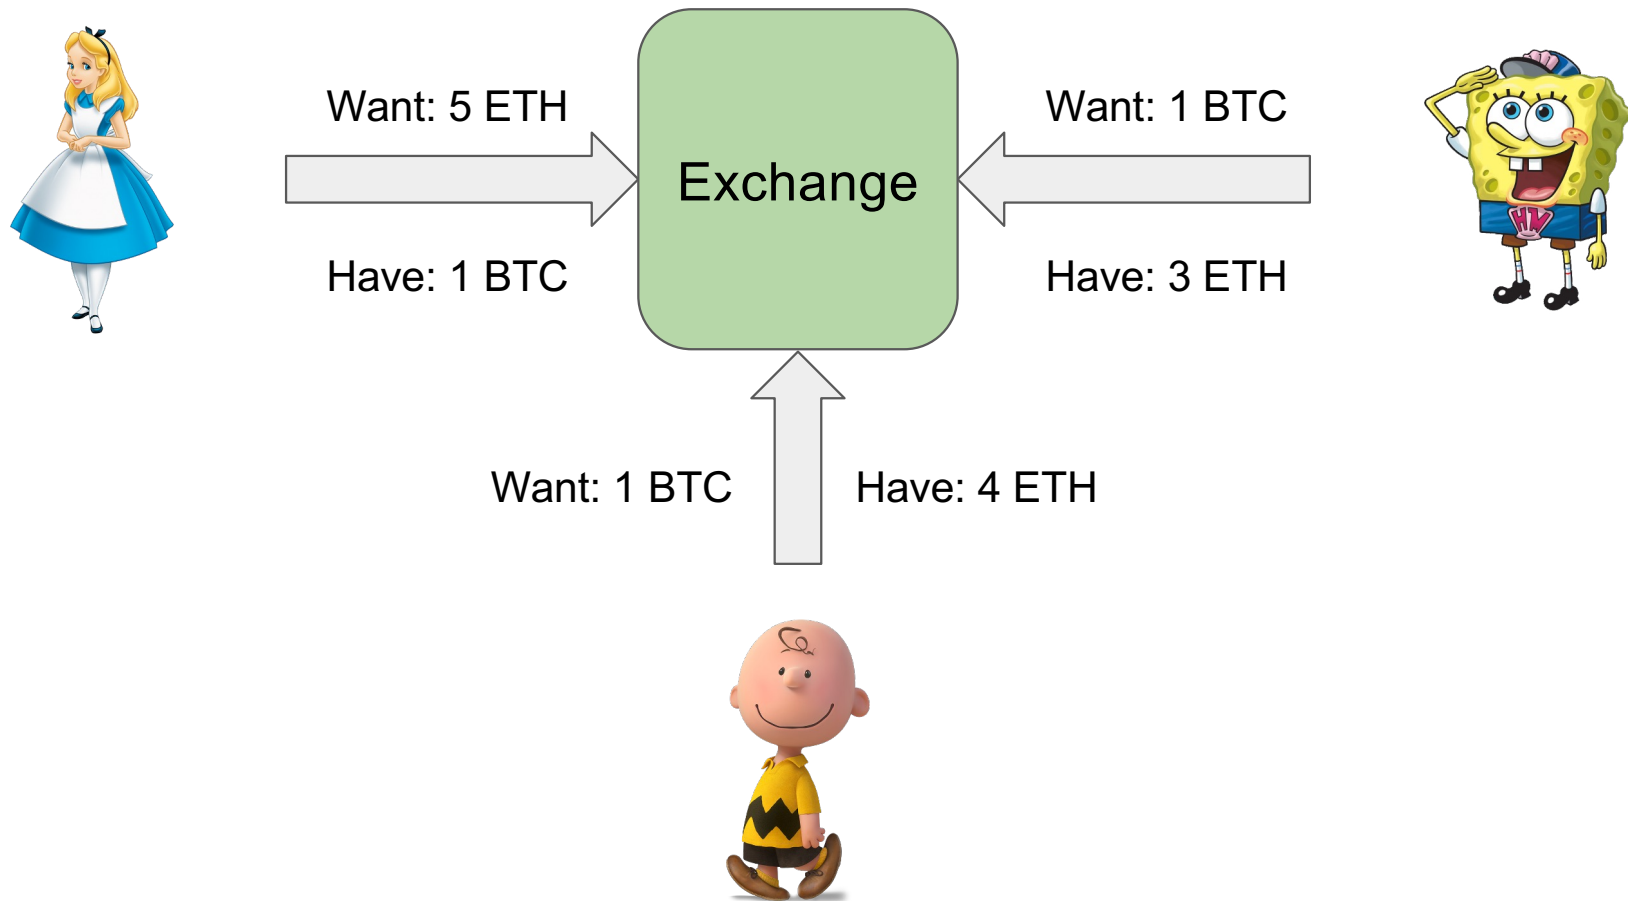 Want: 5 ETH
Have: 1 BTC
Exchange
Want: 1 BTC
Have: 3 ETH
Want: 1 BTC
Have: 4 ETH